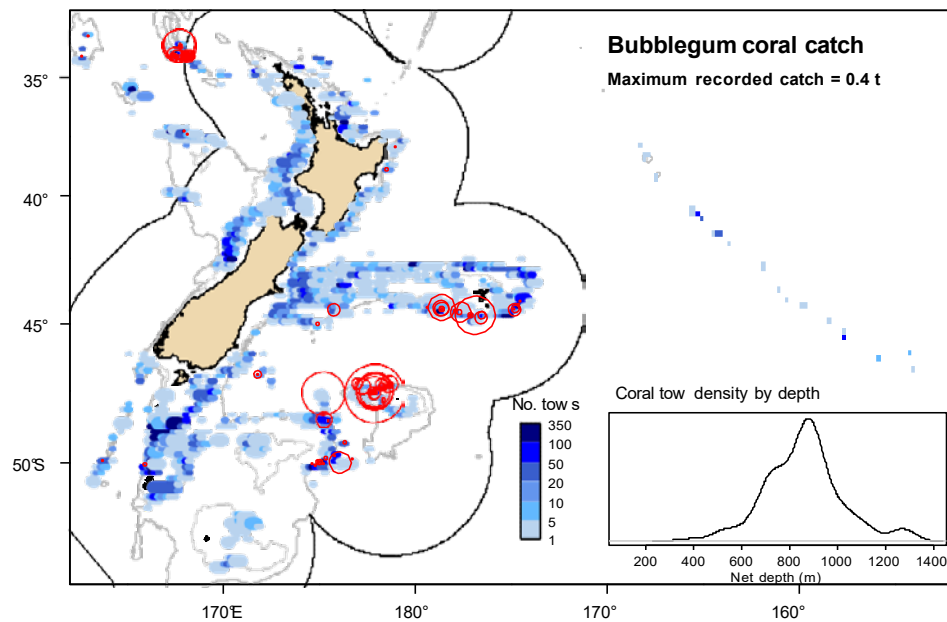 Bubblegum coral catch
Maximum recorded catch = 0.4 t
35°
40°
45°
50°S
No. tows
350
100
50
20
10
5
1
Coral tow density by depth
200 400 600 800 1000 1200 1400
Net depth (m)
170°E 180° 170° 160°